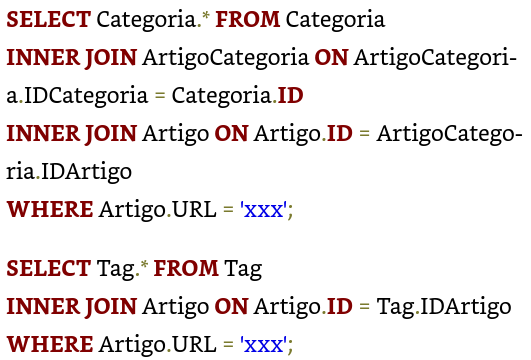 SELECT Categoria.* FROM Categoria
INNER JOIN ArtigoCategoria ON ArtigoCategori-
a.IDCategoria = Categoria.ID
INNER JOIN Artigo ON Artigo.ID = ArtigoCatego-
ria.IDArtigo
WHERE Artigo.URL = 'xxx';
SELECT Tag.* FROM Tag
INNER JOIN Artigo ON Artigo.ID = Tag.IDArtigo
WHERE Artigo.URL = 'xxx';